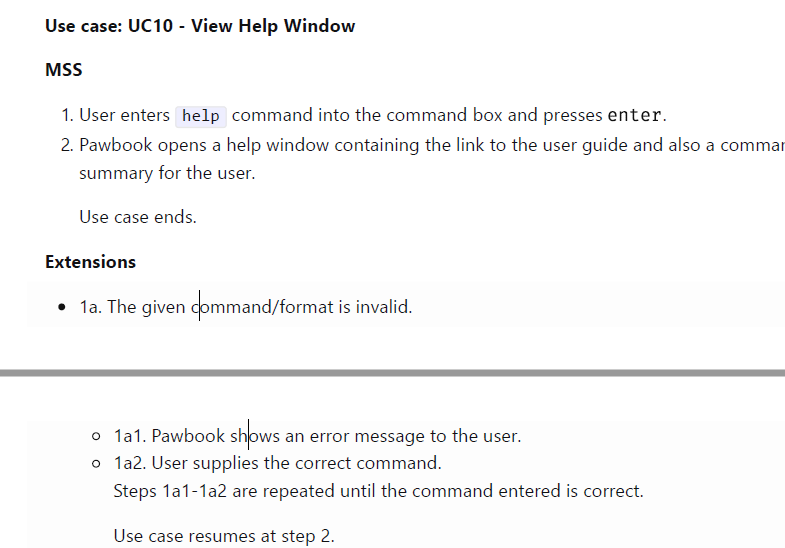 Use case: UC10 - View Help Window
MSS
1. User enters help command into the command box and presses enter.
2. Pawbook opens a help window containing the link to the user guide and also a
summary for the user.
Use case ends.
Extensions
• 1a. The given command/format is invalid.
○ 1a1. Pawbook shows an error message to the user.
○ 1a2. User supplies the correct command.
Steps 1a1-1a2 are repeated until the command entered is correct.
Use case resumes at step 2.